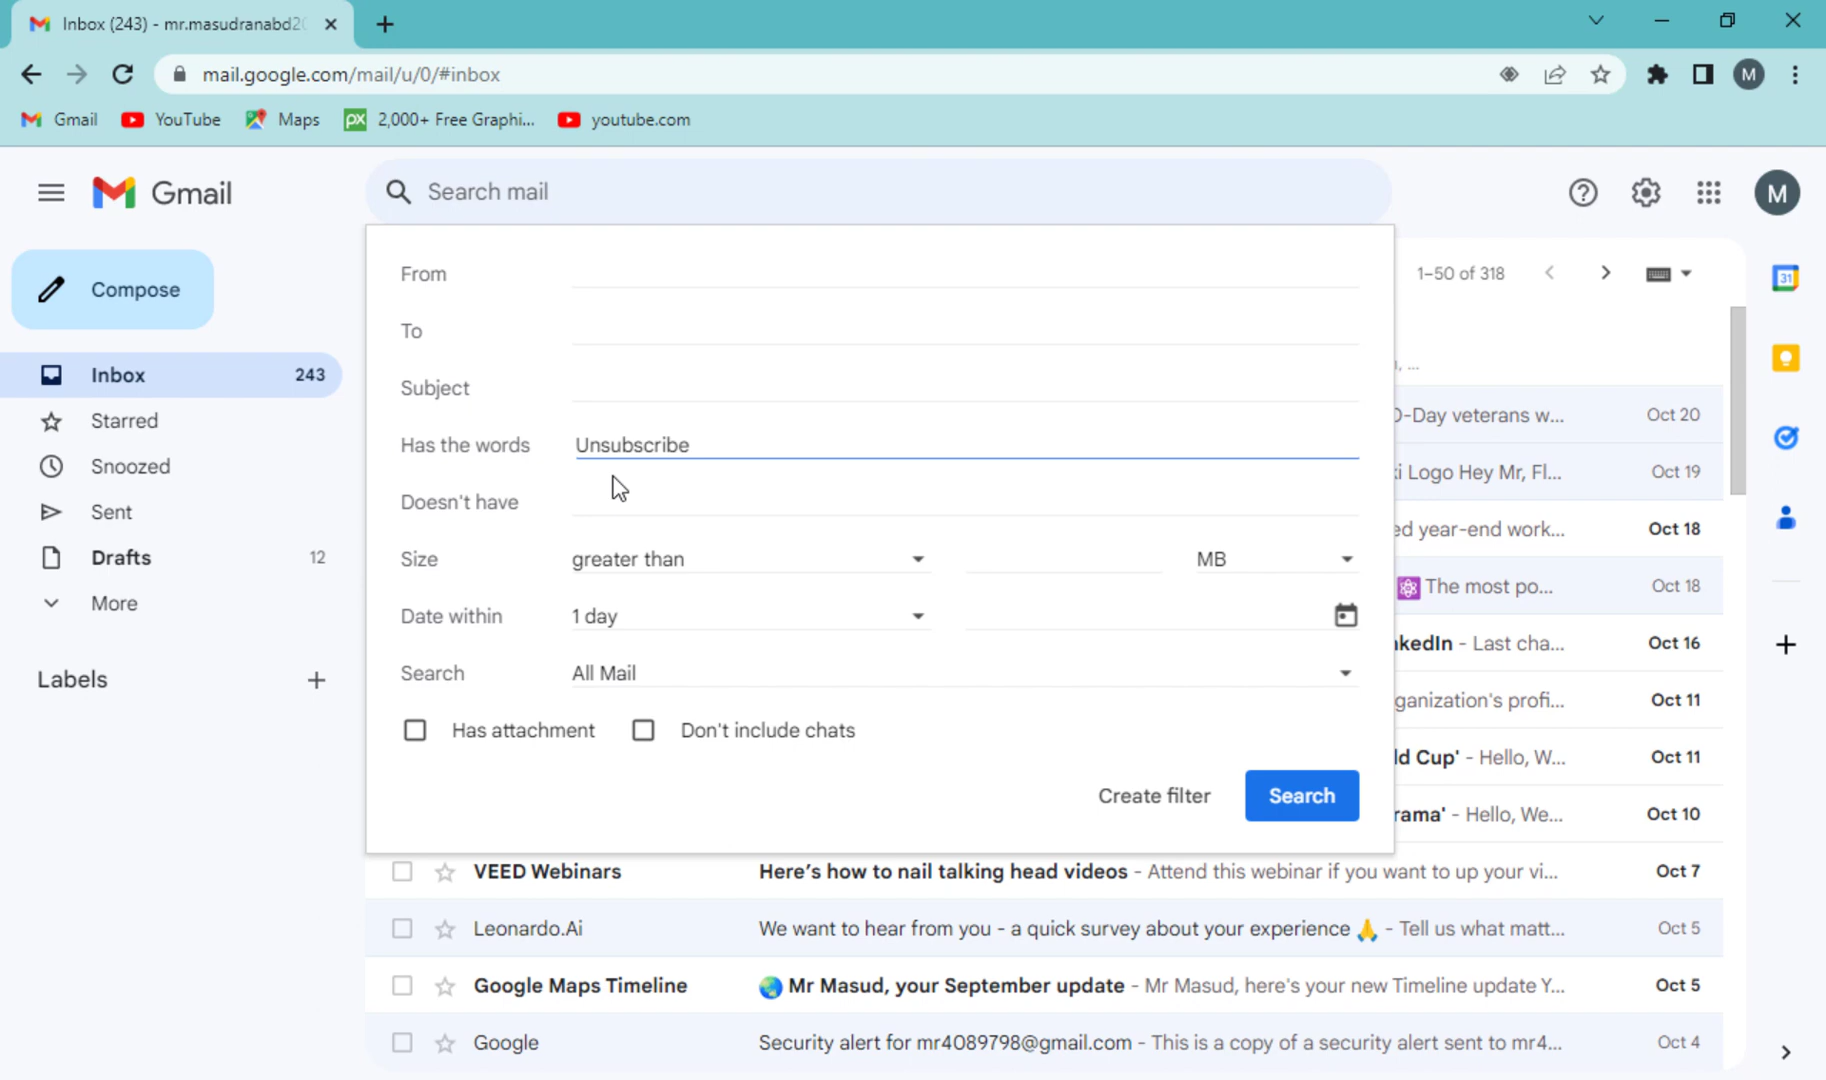 Inbox (243) - mr.masudranabd20
mail.google.com/mail/u/0/#inbox
M
Gmail
YouTube
Maps
px 2,000+ Free Graphi...
youtube.com
Gmail
Search mail
M
Compose
Inbox 243
Starred
Snoozed
Sent
Drafts 12
More
Labels
From
To
Subject
Has the words Unsubscribe
Doesn't have
Size greater than MB
Date within 1 day
Search All Mail
Has attachment Don't include chats
Create filter Search
1–50 of 318
31
, ...
D-Day veterans w... Oct 20
ki Logo Hey Mr, Fl... Oct 19
ed year-end work... Oct 18
The most po... Oct 18
nkedIn - Last cha... Oct 16
ganization's profi... Oct 11
ld Cup' - Hello, W... Oct 11
rama' - Hello, We... Oct 10
VEED Webinars Here’s how to nail talking head videos - Attend this webinar if you want to up your vi... Oct 7
Leonardo.Ai We want to hear from you - a quick survey about your experience 🙏 - Tell us what matt... Oct 5
Google Maps Timeline 🌏 Mr Masud, your September update - Mr Masud, here's your new Timeline update Y... Oct 5
Google Security alert for mr4089798@gmail.com - This is a copy of a security alert sent to mr4... Oct 4